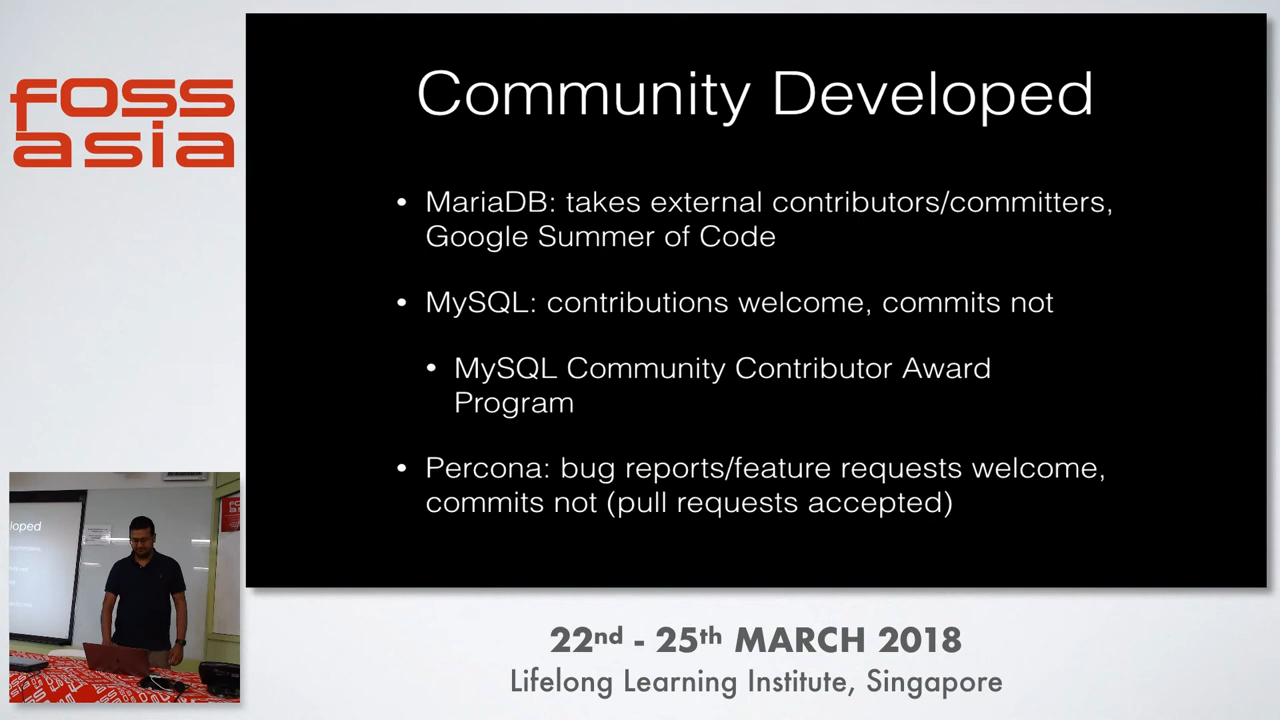 foss
asia
Community Developed
• MariaDB: takes external contributors/committers,
Google Summer of Code
• MySQL: contributions welcome, commits not
• MySQL Community Contributor Award
Program
• Percona: bug reports/feature requests welcome,
commits not (pull requests accepted)
loped
22nd - 25th MARCH 2018
Lifelong Learning Institute, Singapore